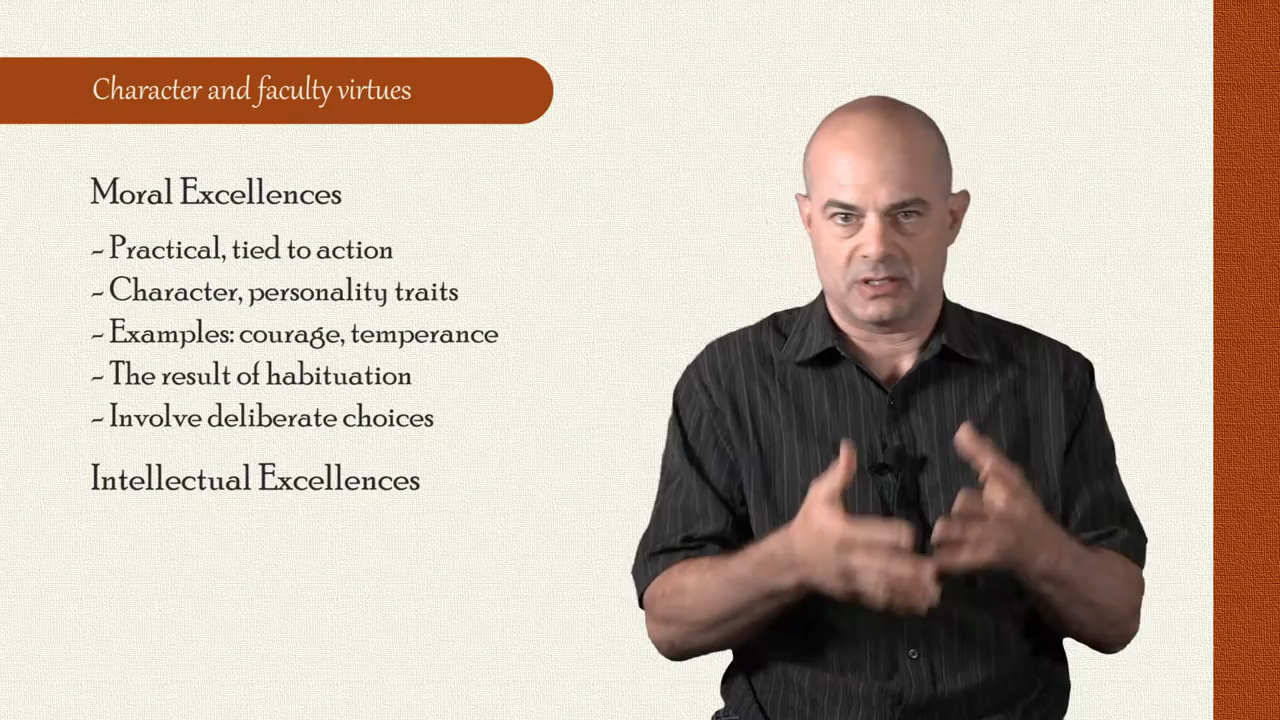 Character and faculty virtues
Moral Excellences
- Practical, tied to action
- Character, personality traits
- Examples: courage, temperance
- The result of habituation
- Involve deliberate choices
Intellectual Excellences